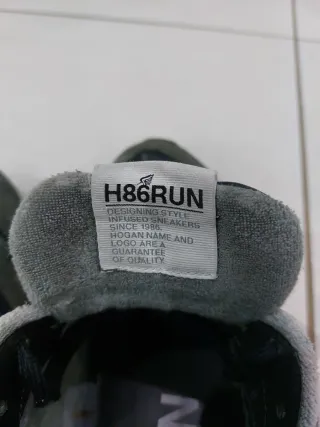 H86RUN
DESIGNING STYLE
INFUSED SNEAKERS
SINCE 1986.
HOGAN NAME AND
LOGO ARE A
GUARANTEE
OF QUALITY.